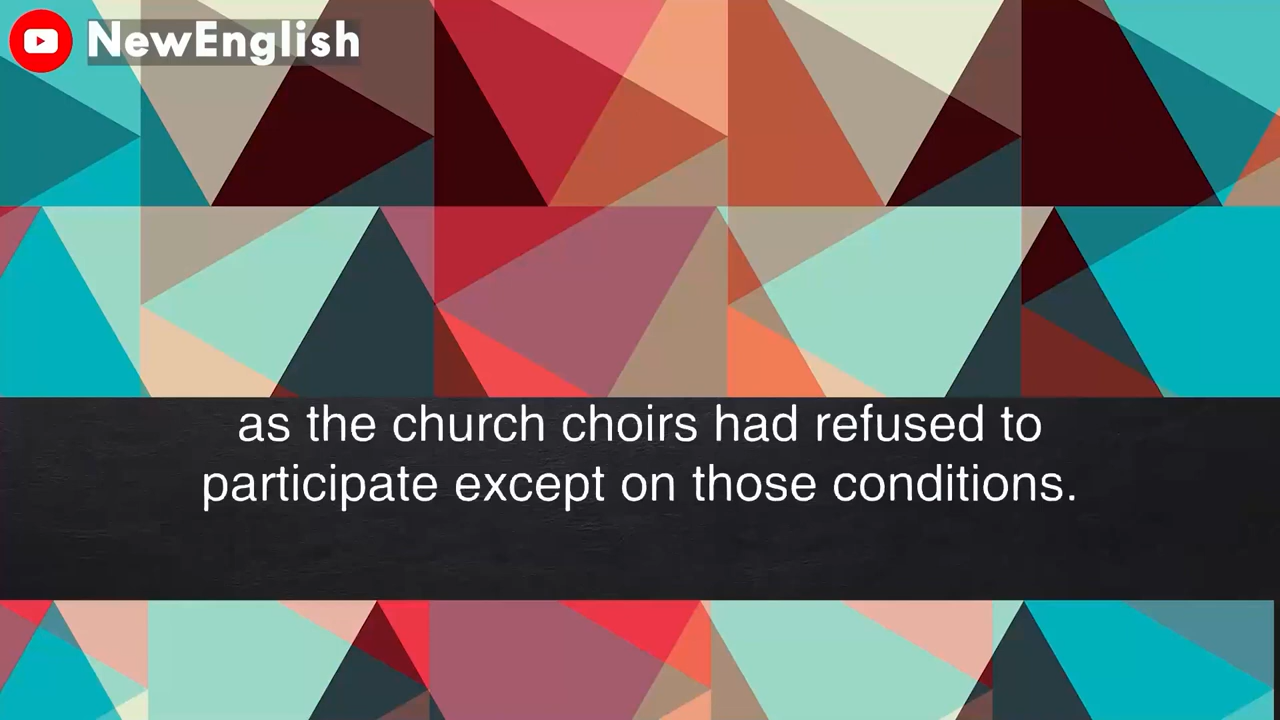 NewEnglish
as the church choirs had refused to
participate except on those conditions.